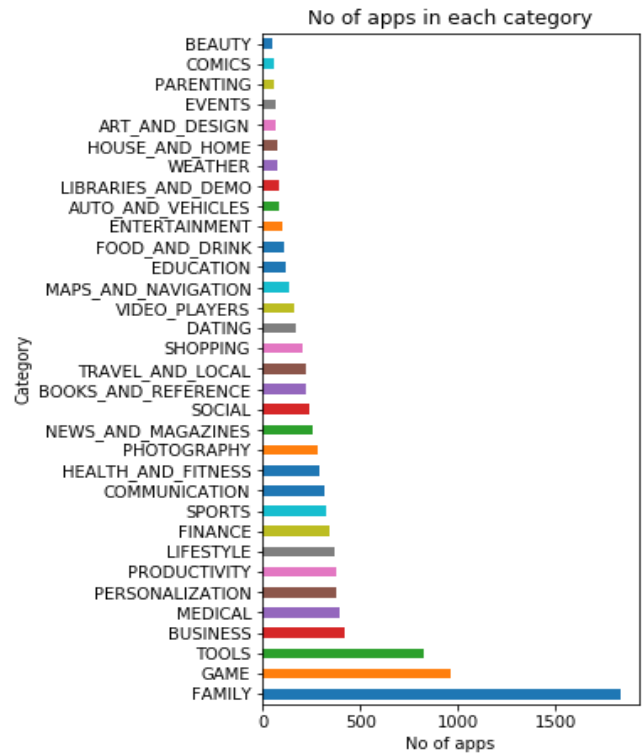 No of apps in each category
BEAUTY
COMICS
PARENTING
EVENTS
ART_AND_DESIGN
HOUSE_AND_HOME
WEATHER
LIBRARIES_AND_DEMO
AUTO_AND_VEHICLES
ENTERTAINMENT
FOOD_AND_DRINK
EDUCATION
MAPS_AND_NAVIGATION
VIDEO_PLAYERS
DATING
SHOPPING
TRAVEL_AND_LOCAL
BOOKS_AND_REFERENCE
SOCIAL
NEWS_AND_MAGAZINES
PHOTOGRAPHY
HEALTH_AND_FITNESS
COMMUNICATION
SPORTS
FINANCE
LIFESTYLE
PRODUCTIVITY
PERSONALIZATION
MEDICAL
BUSINESS
TOOLS
GAME
FAMILY
Category
0 500 1000 1500
No of apps